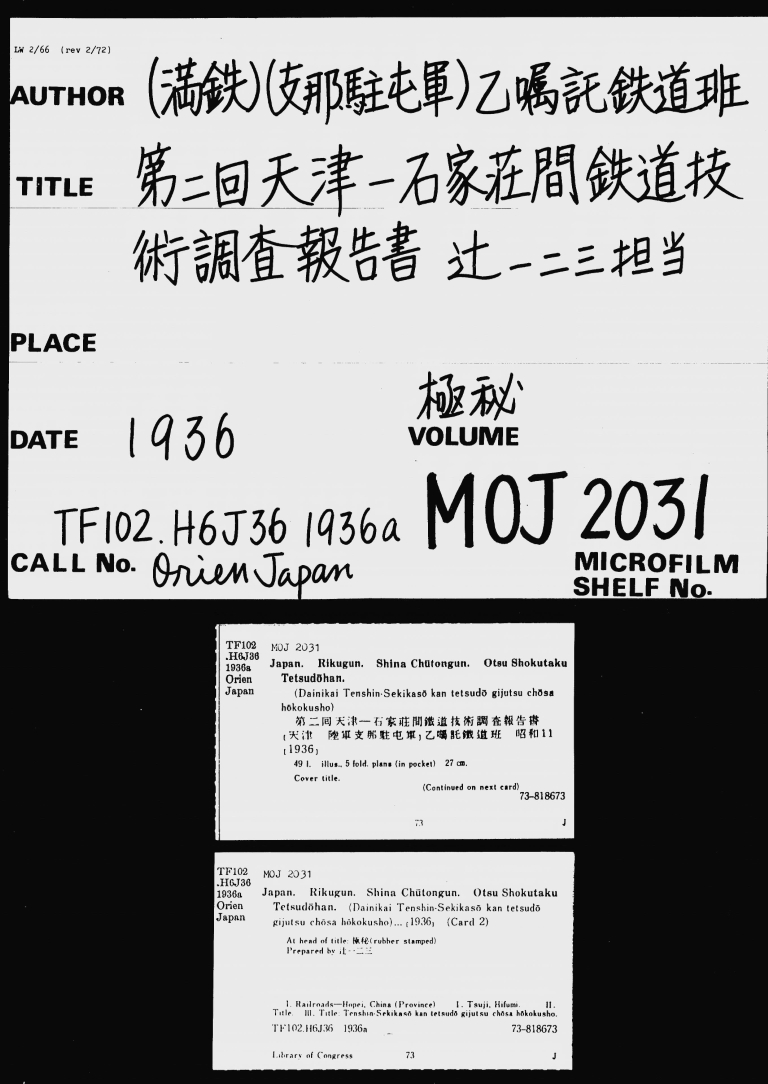 LW 2/66 (rev 2/72)
AUTHOR (満鉄)(支那駐屯軍)乙嘱託鉄道班
TITLE 第二回天津-石家荘間鉄道技
術調査報告書 辻一二三担当
PLACE
極秘
DATE 1936 VOLUME
TF102.H6J36 1936a MOJ 2031
CALL No. Orien Japan MICROFILM
SHELF No.
TF102 MOJ 2031
.H6J36
1936a Japan. Rikugun. Shina Chūtongun. Otsu Shokutaku
Orien Tetsudōhan.
Japan
(Dainikai Tenshin-Sekikasō kan tetsudō gijutsu chōsa
hōkokusho)
第二回天津—石家莊間鐵道技術調査報告書
[天津 陸軍支那駐屯軍]乙囑託鐵道班 昭和11
[1936]
49 l. illus., 5 fold. plans (in pocket) 27 cm.
Cover title.
(Continued on next card)
73-818673
73 J
TF102 MOJ 2031
.H6J36
1936a Japan. Rikugun. Shina Chūtongun. Otsu Shokutaku
Orien Tetsudōhan. (Dainikai Tenshin-Sekikasō kan tetsudō
Japan gijutsu chōsa hōkokusho)... [1936] (Card 2)
At head of title: 極秘(rubber stamped)
Prepared by 辻一二三
1. Railroads—Hopei, China (Province) I. Tsuji, Hifumi. II.
Title. III. Title: Tenshin-Sekikasō kan tetsudō gijutsu chōsa hōkokusho.
TF102.H6J36 1936a 73-818673
Library of Congress 73 J